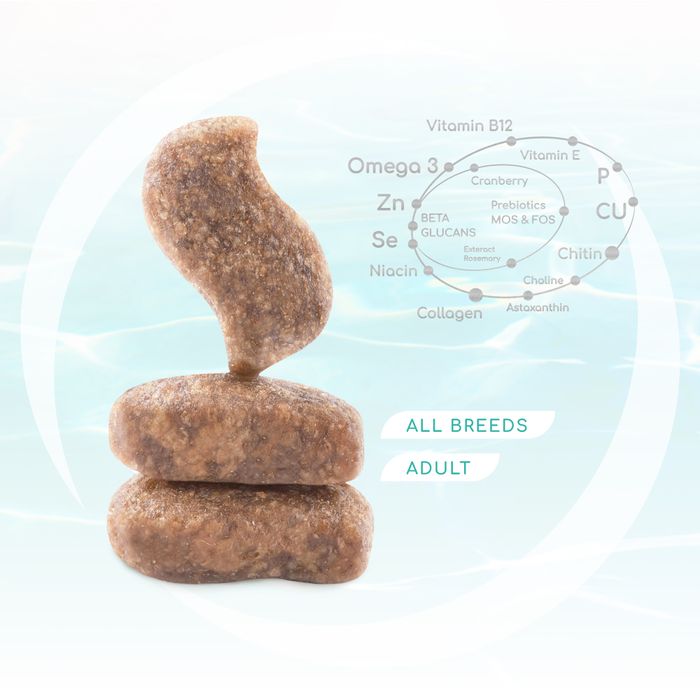 Vitamin B12
Vitamin E
Omega 3
P
Cranberry
Zn
Prebiotics
MOS & FOS
CU
BETA
GLUCANS
Se
Exteract
Rosemary
Chitin
Niacin
Choline
Collagen
Astaxanthin
ALL BREEDS
ADULT